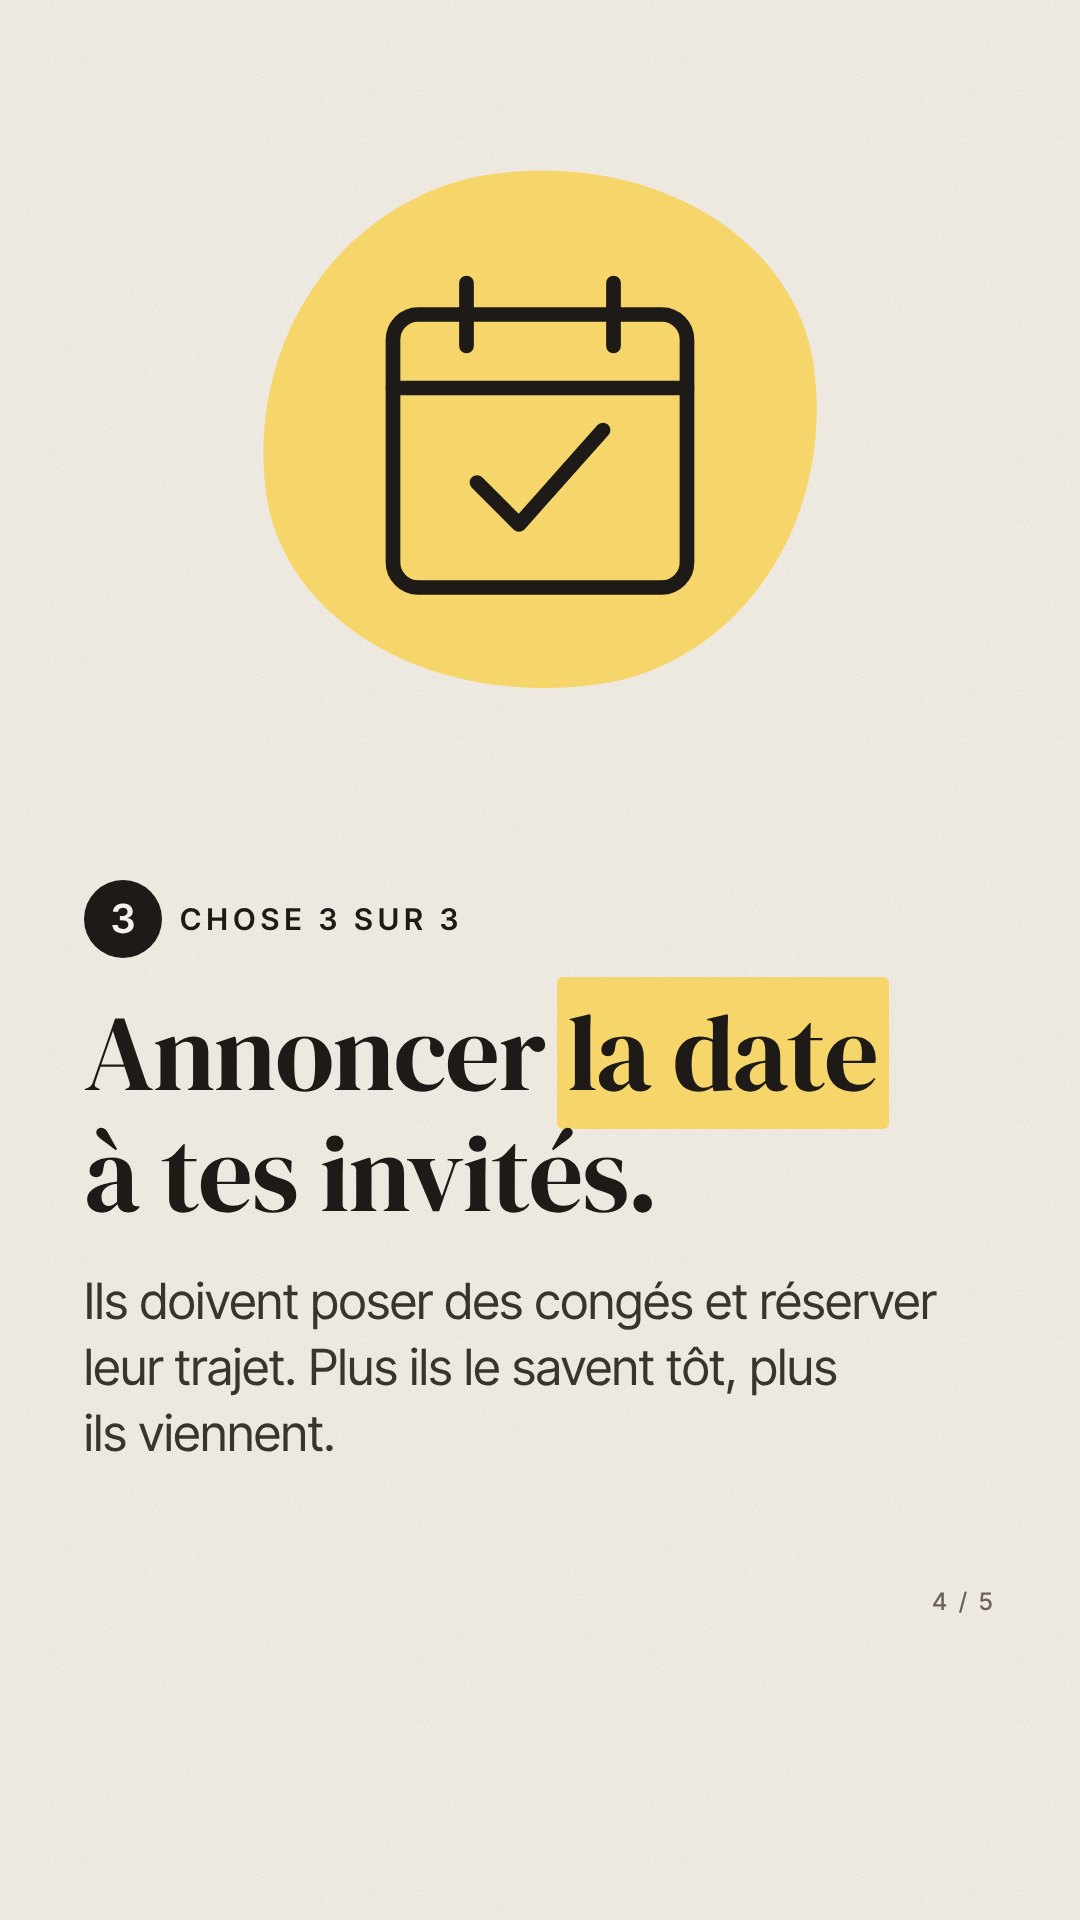 3 CHOSE 3 SUR 3
Annoncer la date
à tes invités.
Ils doivent poser des congés et réserver
leur trajet. Plus ils le savent tôt, plus
ils viennent.
4 / 5